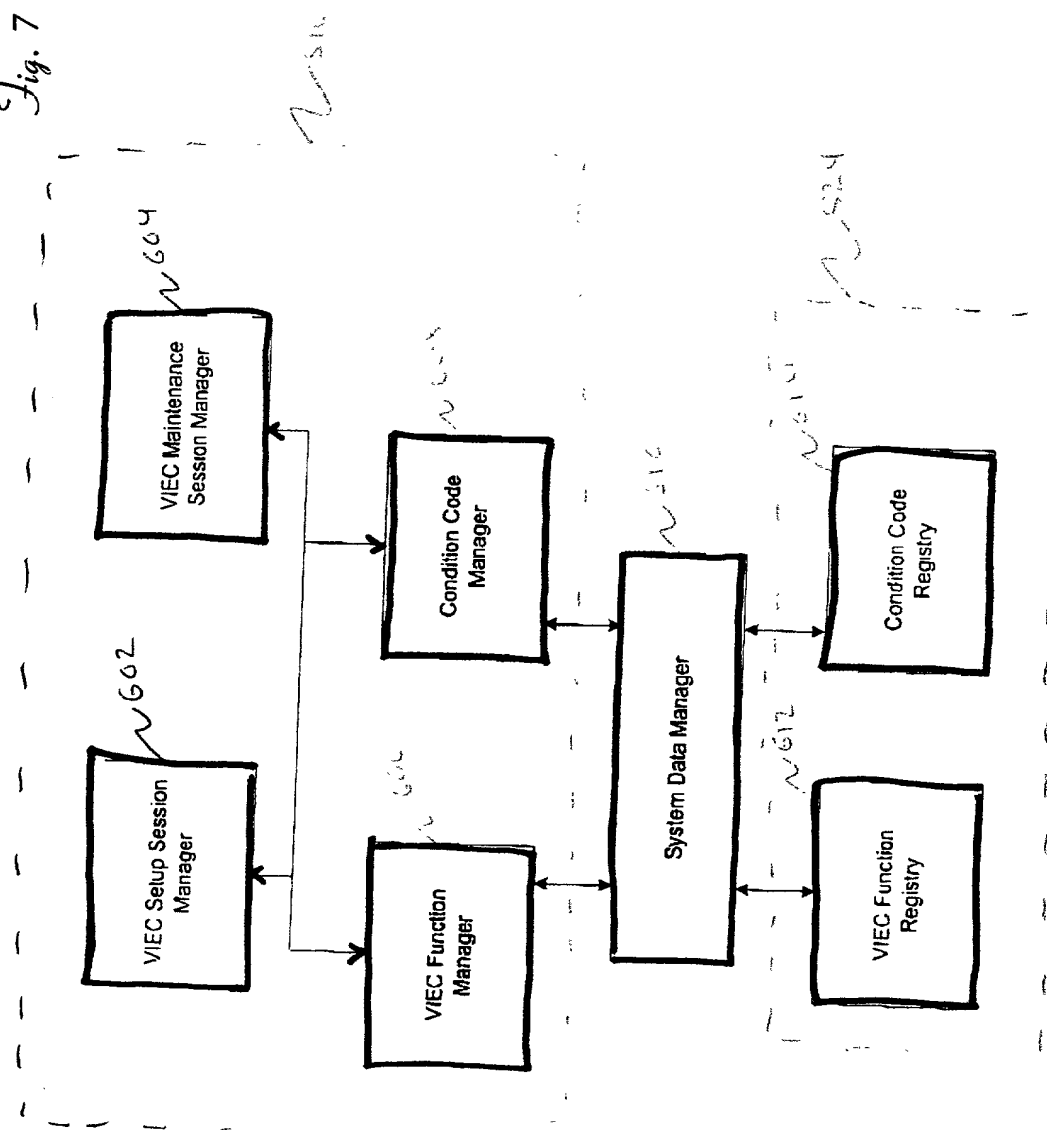 Fig. 7
VIEC Setup Session
Manager
602
VIEC Maintenance
Session Manager
604
VIEC Function
Manager
Condition Code
Manager
System Data Manager
VIEC Function
Registry
612
Condition Code
Registry
524